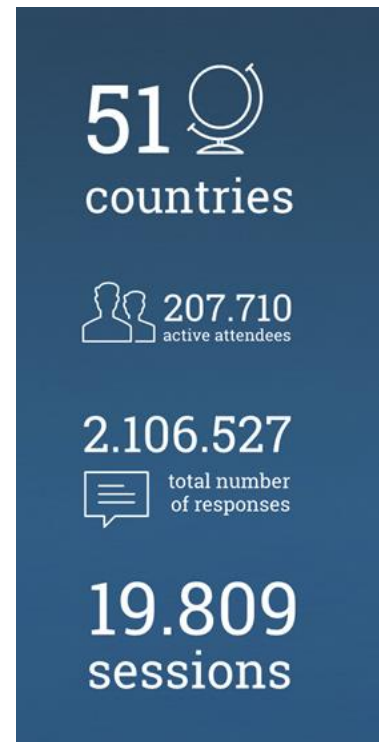 51
countries
207.710
active attendees
2.106.527
total number
of responses
19.809
sessions